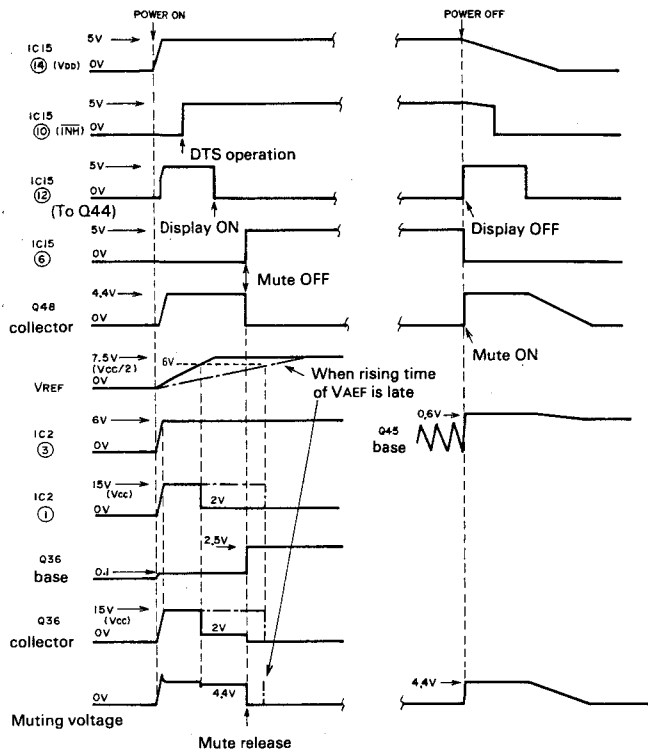 POWER ON
POWER OFF
IC15
⑭ (VDD)
5V
0V
IC15
⑩ (INH)
5V
0V
DTS operation
IC15
⑫
(To Q44)
5V
0V
Display ON
Display OFF
IC15
⑥
5V
0V
Mute OFF
Q48
collector
4.4V
0V
Mute ON
VREF
7.5V
(Vcc/2)
0V
6V
When rising time
of VAEF is late
IC2
③
6V
0V
0.6V
Q45
base
IC2
①
15V
(Vcc)
0V
2V
Q36
base
2.5V
0.1
Q36
collector
15V
(Vcc)
0V
2V
Muting voltage
0V
4.4V
4.4V
Mute release